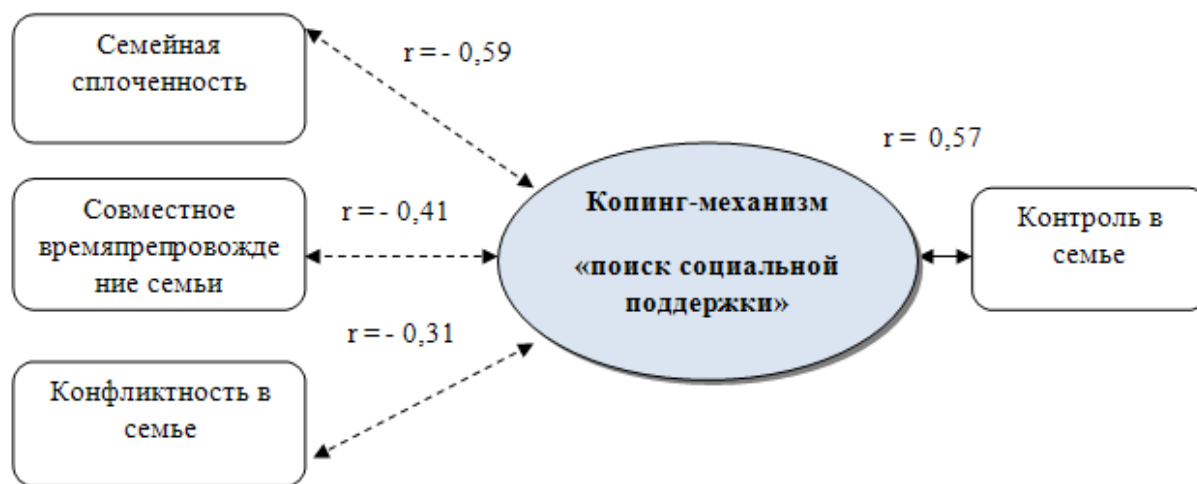 Семейная
сплоченность
r = - 0,59
r = 0,57
Совместное
времяпрепровожде
ние семьи
r = - 0,41
Копинг-механизм
«поиск социальной
поддержки»
Контроль в
семье
r = - 0,31
Конфликтность в
семье